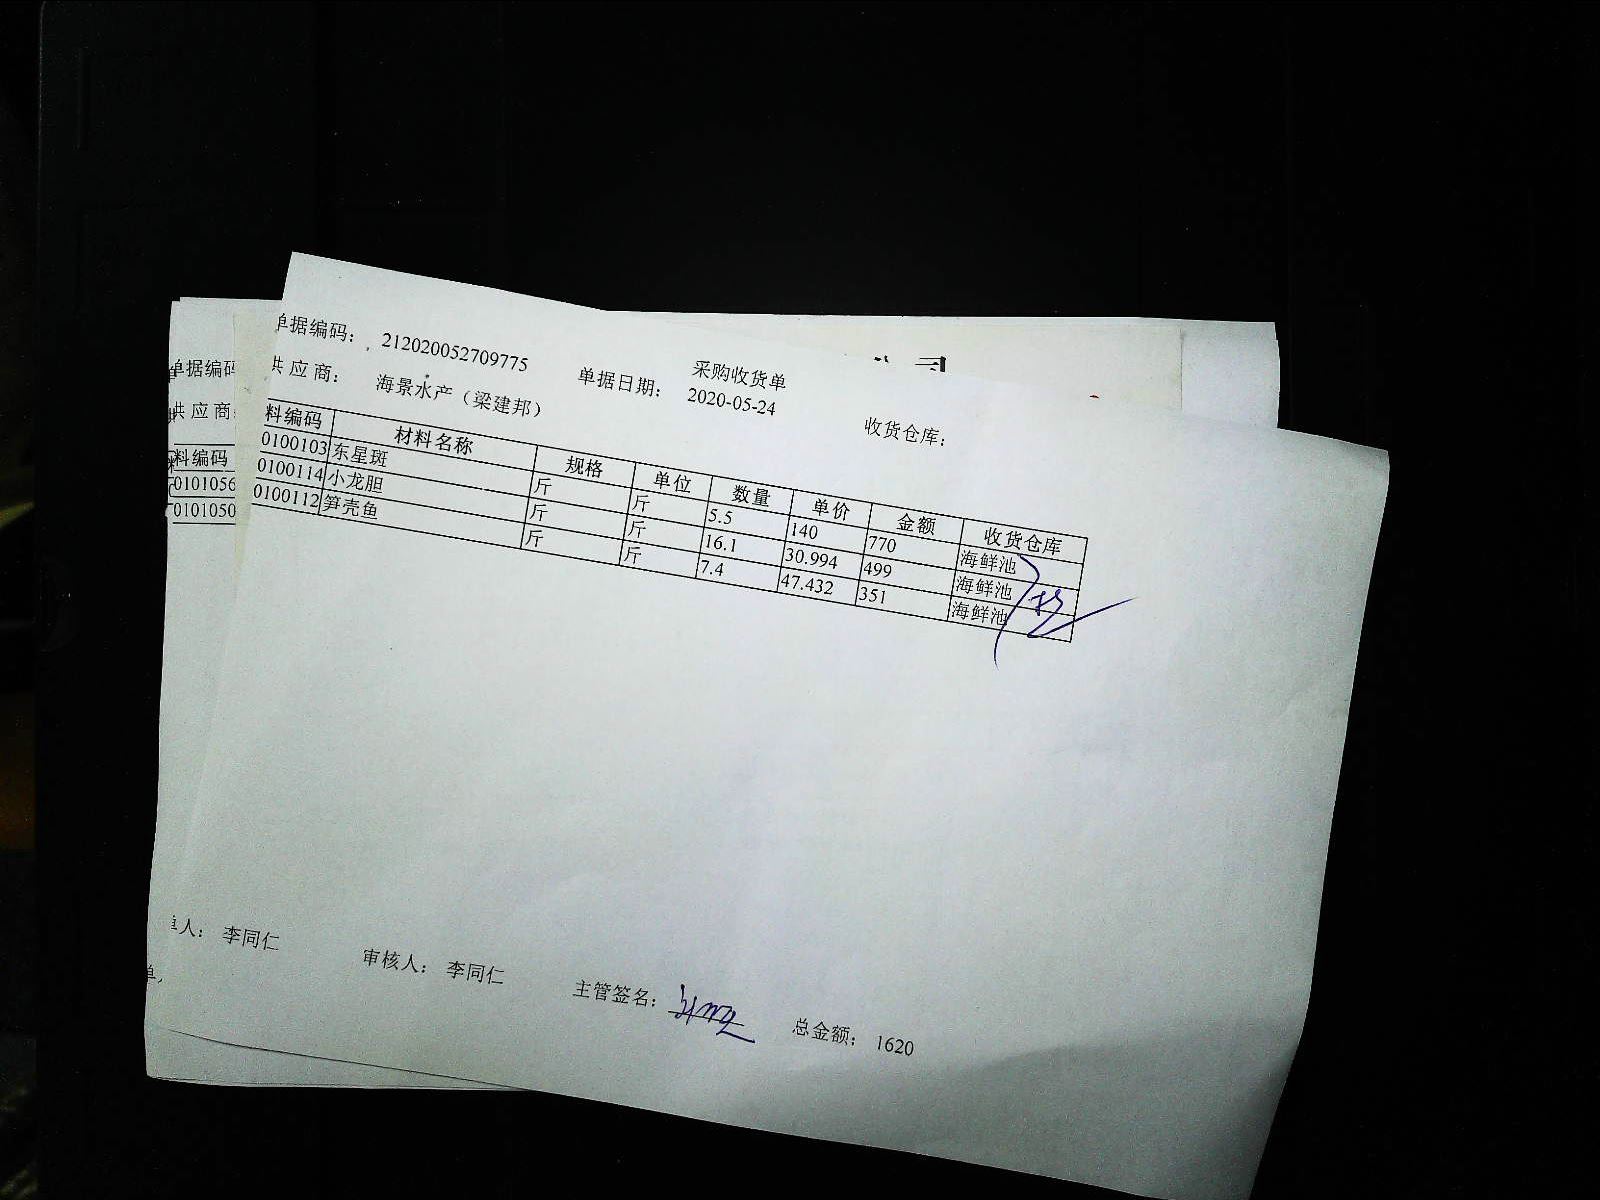 采购收货单
单据编码： 212020052709775 单据日期： 2020-05-24 收货仓库：
供应商： 海景水产（梁建邦）
料编码 材料名称 规格 单位 数量 单价 金额 收货仓库
0100103 东星斑 斤 斤 5.5 140 770 海鲜池
0100114 小龙胆 斤 斤 16.1 30.994 499 海鲜池
0100112 笋壳鱼 斤 斤 7.4 47.432 351 海鲜池
单人： 李同仁 审核人： 李同仁 主管签名： 总金额： 1620
单据编码
供应商
料编码
0101056
0101050
单,
司